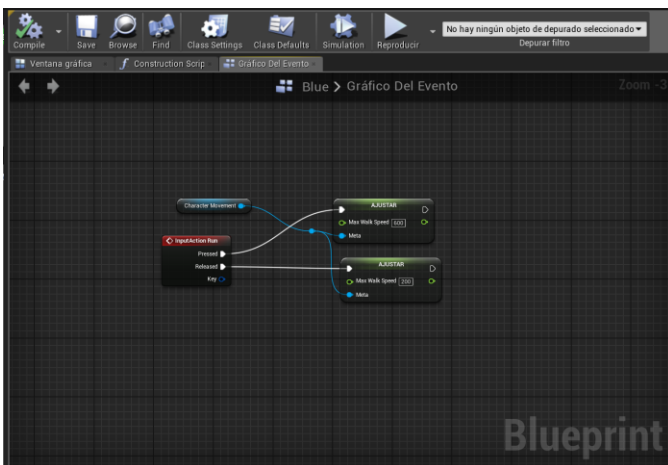 Compile
Save
Browse
Find
Class Settings
Class Defaults
Simulation
Reproducir
No hay ningún objeto de depurado seleccionado
Depurar filtro
Ventana gráfica
Construction Scrip
Gráfico Del Evento
Blue > Gráfico Del Evento
Zoom -3
Character Movement
AJUSTAR
Max Walk Speed 600
Meta
InputAction Run
Pressed
Released
Key
AJUSTAR
Max Walk Speed 200
Meta
Blueprint